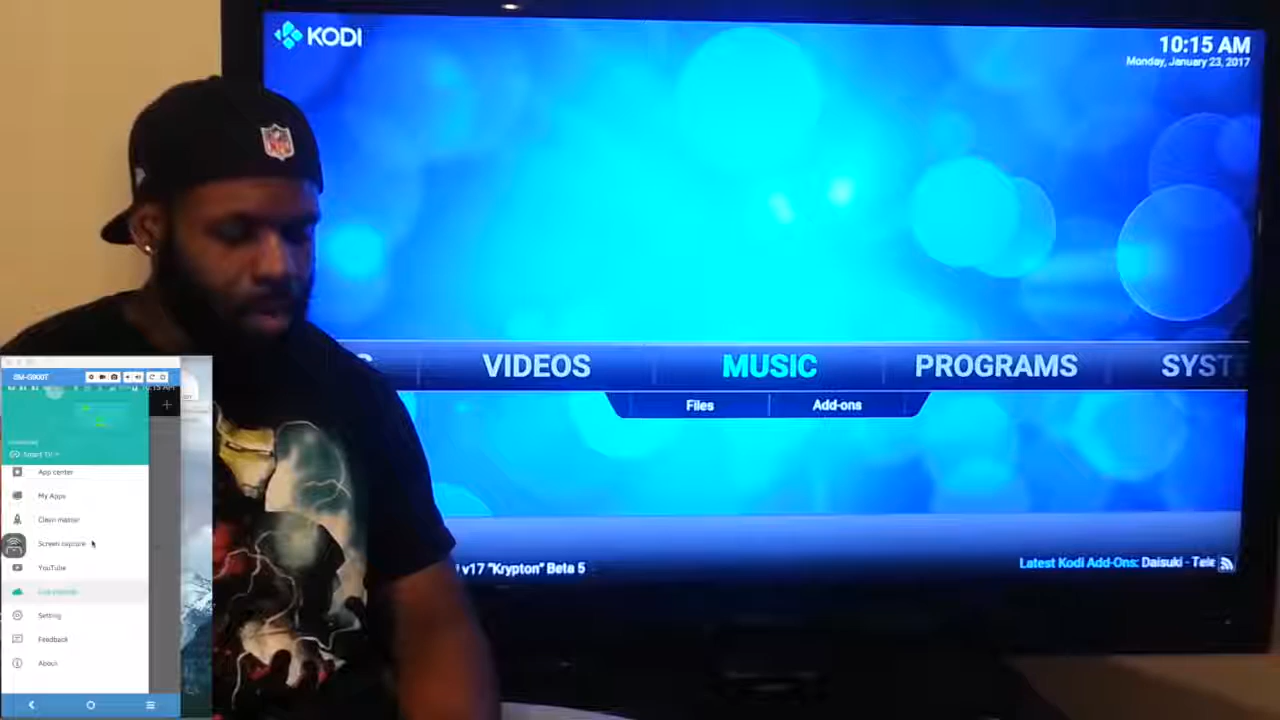 KODI
10:15 AM
Monday, January 23, 2017
VIDEOS
MUSIC
PROGRAMS
SYST
Files
Add-ons
v17 "Krypton" Beta 5
Latest Kodi Add-Ons: Daisuki - Tele
SM-G900T
Smart TV
App center
My Apps
Clean master
Screen capture
YouTube
Setting
Feedback
About